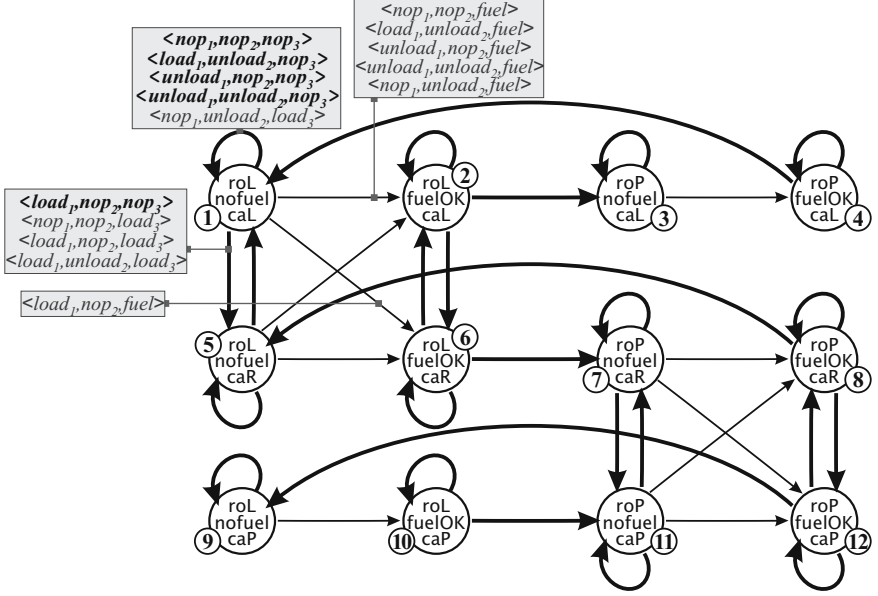 <nop1,nop2,nop3>
<load1,unload2,nop3>
<unload1,nop2,nop3>
<unload1,unload2,nop3>
<nop1,unload2,load3>
<nop1,nop2,fuel>
<load1,unload2,fuel>
<unload1,nop2,fuel>
<unload1,unload2,fuel>
<nop1,unload2,fuel>
<load1,nop2,nop3>
<nop1,nop2,load3>
<load1,nop2,load3>
<load1,unload2,load3>
<load1,nop2,fuel>
roL
nofuel
caL
1
roL
fuelOK
caL
2
roP
nofuel
caL
3
roP
fuelOK
caL
4
roL
nofuel
caR
5
roL
fuelOK
caR
6
roP
nofuel
caR
7
roP
fuelOK
caR
8
roL
nofuel
caP
9
roL
fuelOK
caP
10
roP
nofuel
caP
11
roP
fuelOK
caP
12